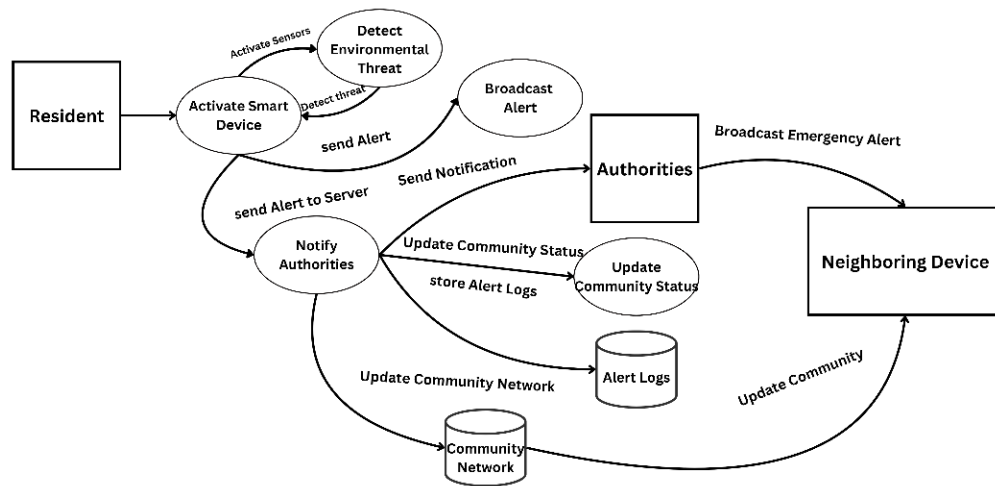 Activate Sensors
Detect
Environmental
Threat
Resident
Activate Smart
Device
Detect threat
Broadcast
Alert
send Alert
Send Notification
Authorities
Broadcast Emergency Alert
send Alert to Server
Notify
Authorities
Update Community Status
Update
Community Status
store Alert Logs
Neighboring Device
Alert Logs
Update Community Network
Update Community
Community
Network